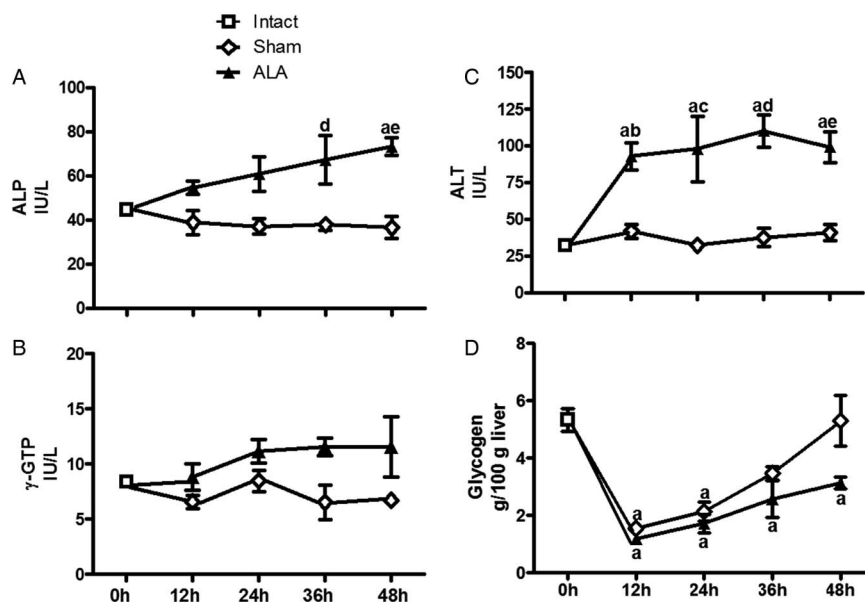 Intact
Sham
ALA
A
100
80
60
40
20
0
ALP
IU/L
d
ae
B
20
15
10
5
0
γ-GTP
IU/L
0h
12h
24h
36h
48h
C
150
125
100
75
50
25
0
ALT
IU/L
ab
ac
ad
ae
D
8
6
4
2
0
Glycogen
g/100 g liver
a
a
a
a
a
a
0h
12h
24h
36h
48h